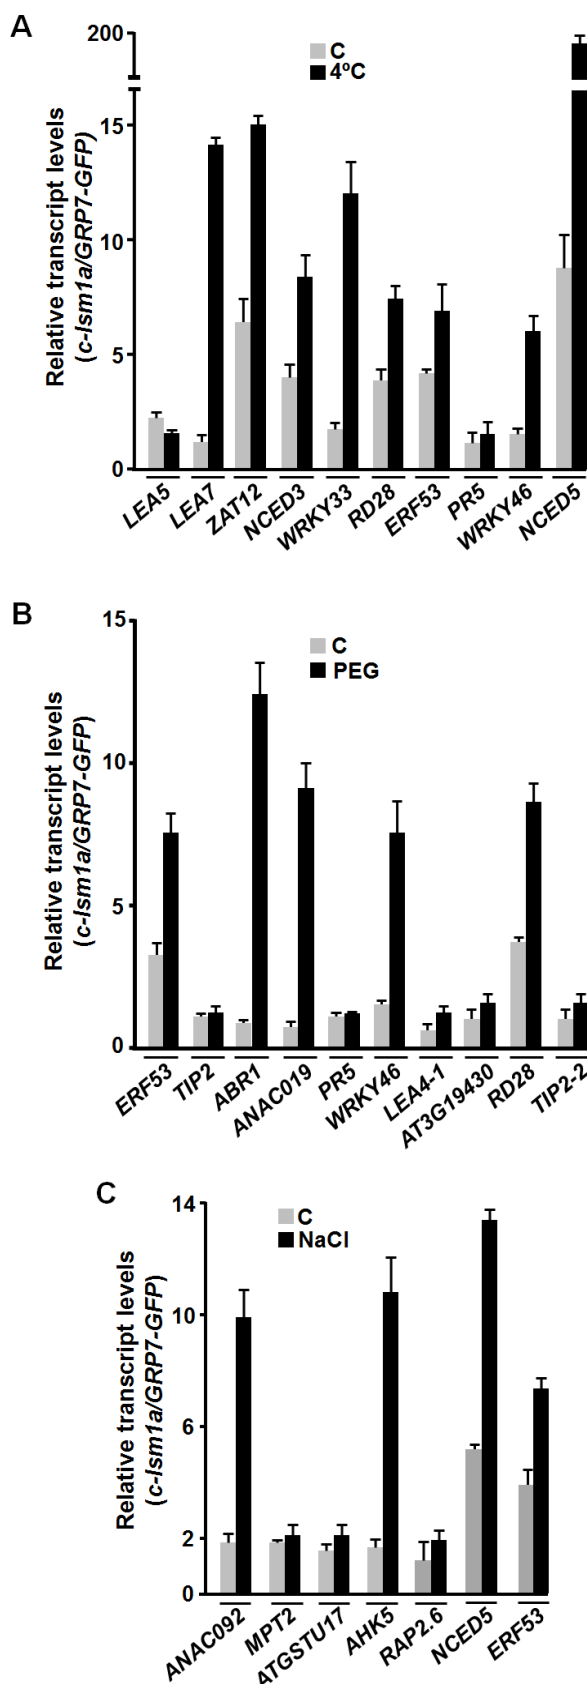 A
200
C
4ºC
15
10
5
0
Relative transcript levels
(c-lsm1a/GRP7-GFP)
LEA5
LEA7
ZAT12
NCED3
WRKY33
RD28
ERF53
PR5
WRKY46
NCED5
B
15
C
PEG
10
5
0
Relative transcript levels
(c-lsm1a/GRP7-GFP)
ERF53
TIP2
ABR1
ANAC019
PR5
WRKY46
LEA4-1
AT3G19430
RD28
TIP2-2
C
14
C
NaCl
10
6
2
0
Relative transcript levels
(c-lsm1a/GRP7-GFP)
ANAC092
MPT2
ATGSTU17
AHK5
RAP2.6
NCED5
ERF53